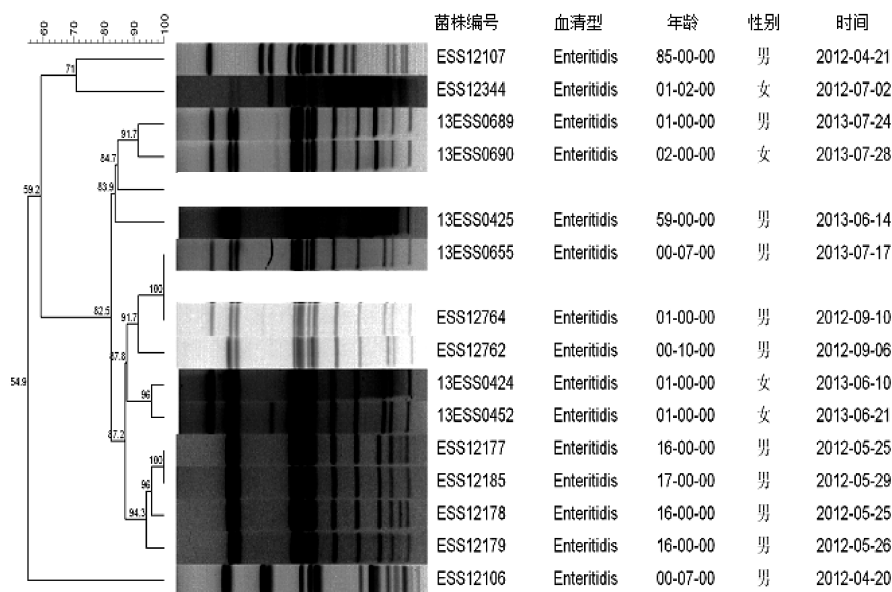 60 70 80 90 100
菌株编号 血清型 年龄 性别 时间
ESS12107 Enteritidis 85-00-00 男 2012-04-21
71
ESS12344 Enteritidis 01-02-00 女 2012-07-02
13ESS0689 Enteritidis 01-00-00 男 2013-07-24
91.7
13ESS0690 Enteritidis 02-00-00 女 2013-07-28
84.7
83.9
59.2
13ESS0425 Enteritidis 59-00-00 男 2013-06-14
13ESS0655 Enteritidis 00-07-00 男 2013-07-17
100
82.5
ESS12764 Enteritidis 01-00-00 男 2012-09-10
91.7
ESS12762 Enteritidis 00-10-00 男 2012-09-06
87.8
54.9
13ESS0424 Enteritidis 01-00-00 女 2013-06-10
96
13ESS0452 Enteritidis 01-00-00 女 2013-06-21
87.2
ESS12177 Enteritidis 16-00-00 男 2012-05-25
100
ESS12185 Enteritidis 17-00-00 男 2012-05-29
96
ESS12178 Enteritidis 16-00-00 男 2012-05-25
94.3
ESS12179 Enteritidis 16-00-00 男 2012-05-26
ESS12106 Enteritidis 00-07-00 男 2012-04-20